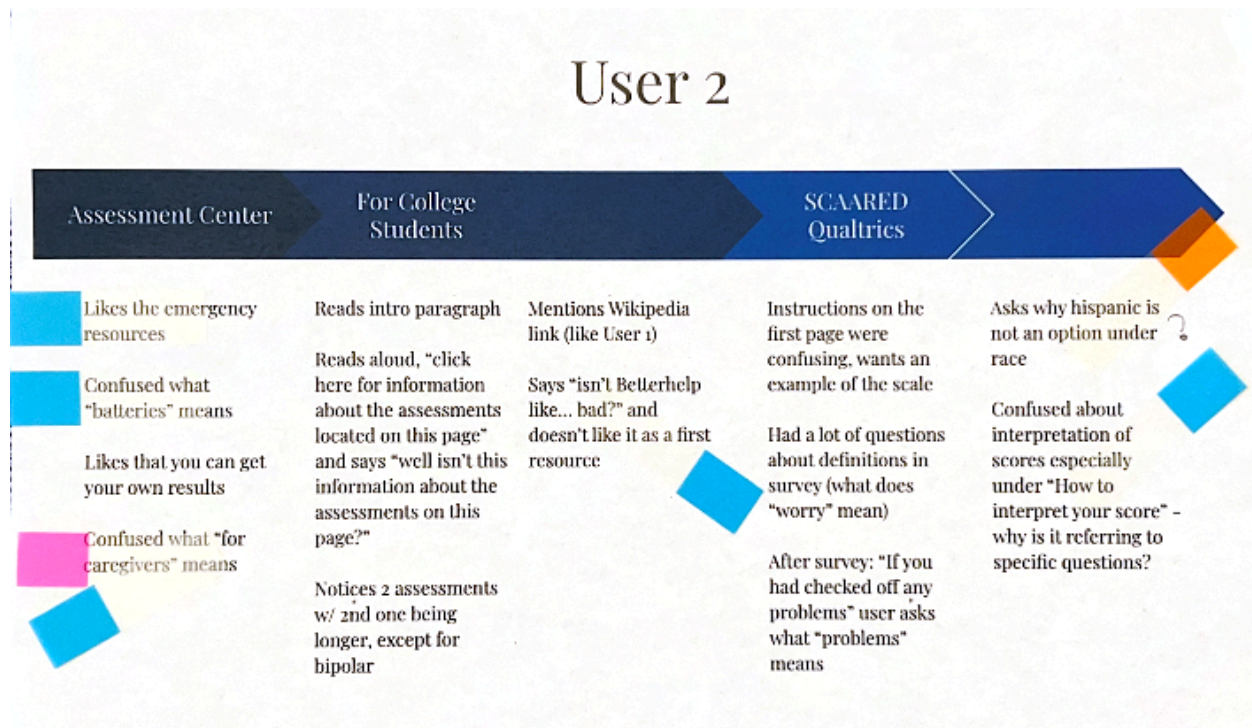 User 2
Assessment Center
For College
Students
SCAARED
Qualtrics
Likes the emergency
resources
Confused what
"batteries" means
Likes that you can get
your own results
Confused what "for
caregivers" means
Reads intro paragraph
Reads aloud, "click
here for information
about the assessments
located on this page"
and says "well isn't this
information about the
assessments on this
page?"
Notices 2 assessments
w/ 2nd one being
longer, except for
bipolar
Mentions Wikipedia
link (like User 1)
Says "isn't Betterhelp
like... bad?" and
doesn't like it as a first
resource
Instructions on the
first page were
confusing, wants an
example of the scale
Had a lot of questions
about definitions in
survey (what does
"worry" mean)
After survey: "If you
had checked off any
problems" user asks
what "problems"
means
Asks why hispanic is
not an option under ?
race
Confused about
interpretation of
scores especially
under "How to
interpret your score" -
why is it referring to
specific questions?